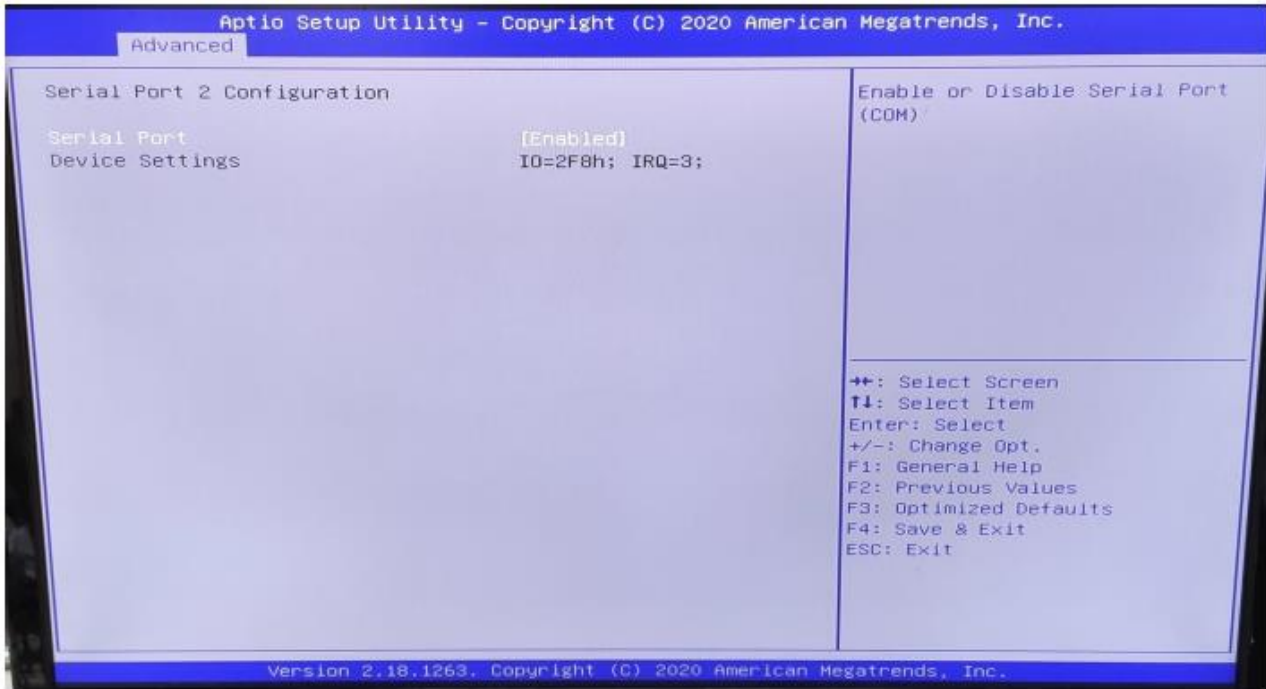 Aptio Setup Utility – Copyright (C) 2020 American Megatrends, Inc.
Advanced
Serial Port 2 Configuration
Serial Port [Enabled]
Device Settings IO=2F8h; IRQ=3;
Enable or Disable Serial Port
(COM)
→←: Select Screen
↑↓: Select Item
Enter: Select
+/-: Change Opt.
F1: General Help
F2: Previous Values
F3: Optimized Defaults
F4: Save & Exit
ESC: Exit
Version 2.18.1263. Copyright (C) 2020 American Megatrends, Inc.